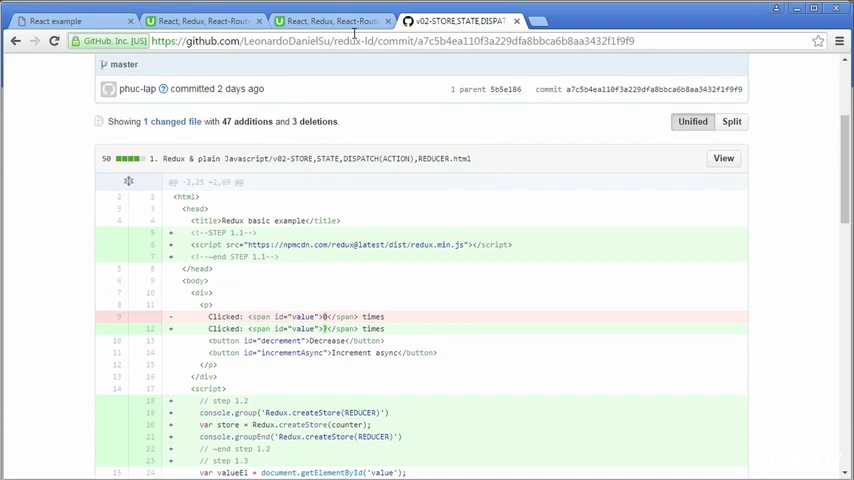 React example
React, Redux, React-Route
React, Redux, React-Route
v02-STORE,STATE,DISPAT
GitHub, Inc. [US]
https://github.com/LeonardoDanielSu/redux-ld/commit/a7c5b4ea110f3a229dfa8bbca6b8aa3432f1f9f9
master
phuc-lap committed 2 days ago
1 parent 5b5e186 commit a7c5b4ea110f3a229dfa8bbca6b8aa3432f1f9f9
Showing 1 changed file with 47 additions and 3 deletions.
Unified Split
50 1. Redux & plain Javascript/v02-STORE,STATE,DISPATCH(ACTION),REDUCER.html View
@@ -2,25 +2,69 @@
2 2 <html>
3 3 <head>
4 4 <title>Redux basic example</title>
5 + <!--STEP 1.1-->
6 + <script src="https://npmcdn.com/redux@latest/dist/redux.min.js"></script>
7 + <!--~end STEP 1.1-->
5 8 </head>
6 9 <body>
7 10 <div>
8 11 <p>
9 - Clicked: <span id="value">0</span> times
12 + Clicked: <span id="value">?</span> times
10 13 <button id="decrement">Decrease</button>
11 14 <button id="incrementAsync">Increment async</button>
12 15 </p>
13 16 </div>
14 17 <script>
18 + // step 1.2
19 + console.group('Redux.createStore(REDUCER)')
20 + var store = Redux.createStore(counter);
21 + console.groupEnd('Redux.createStore(REDUCER)')
22 + // ~end step 1.2
23 + // step 1.3
15 24 var valueEl = document.getElementById('value');